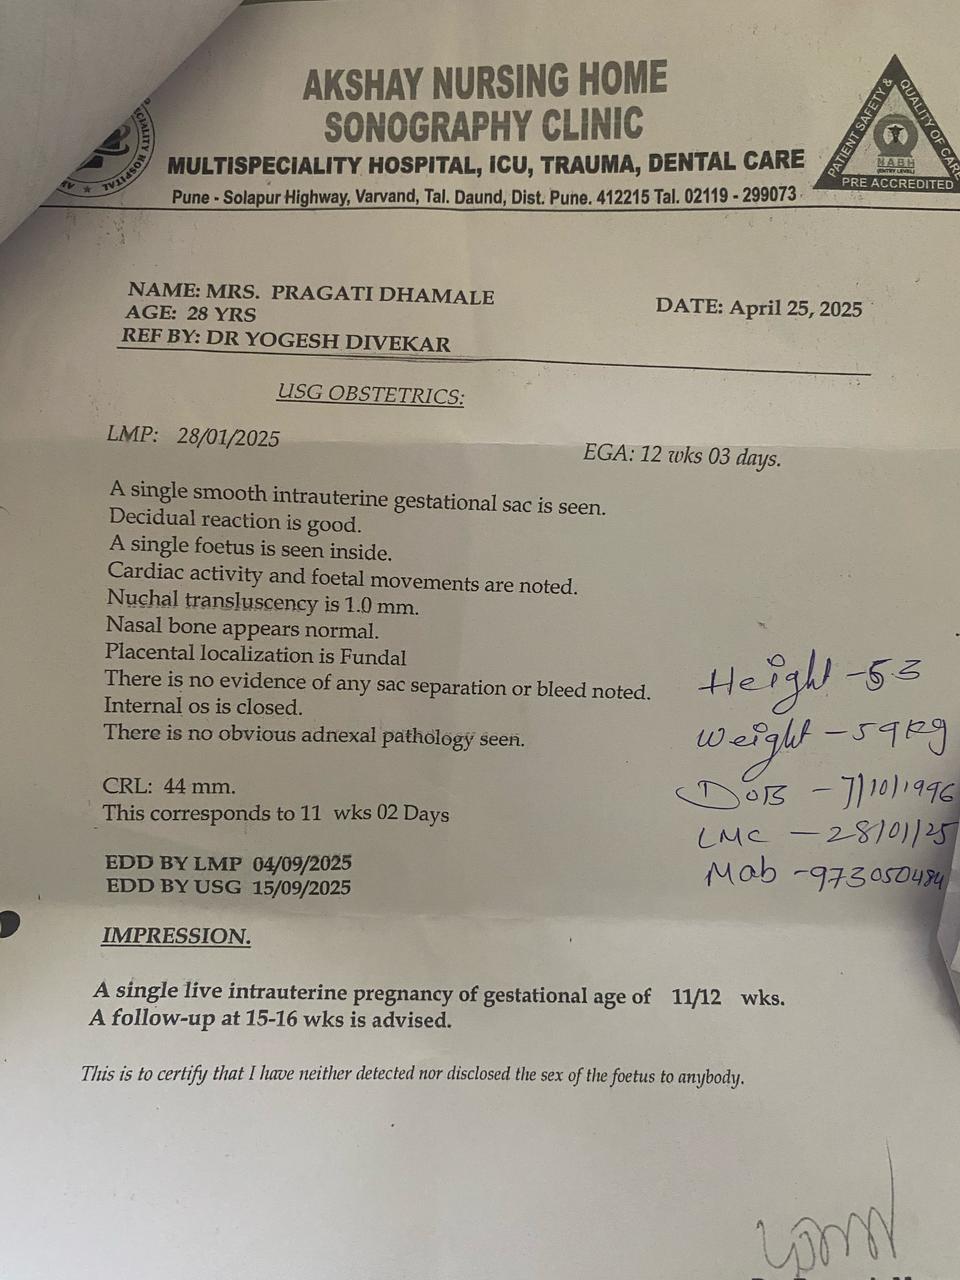 AKSHAY NURSING HOME
SONOGRAPHY CLINIC
MULTISPECIALITY HOSPITAL, iCU, TRAUMA, DENTAL CARE
Pune - Solapur Highway, Varvand, Tal. Daund, Dist. Pune. 412215 Tal. 02119 - 299073
PATIENT SAFETY & QUALITY OF CARE
NABH
(ENTRY LEVEL)
PRE ACCREDITED
NAME: MRS. PRAGATI DHAMALE
DATE: April 25, 2025
AGE: 28 YRS
REF BY: DR YOGESH DIVEKAR
USG OBSTETRICS:
LMP: 28/01/2025
EGA: 12 wks 03 days.
A single smooth intrauterine gestational sac is seen.
Decidual reaction is good.
A single foetus is seen inside.
Cardiac activity and foetal movements are noted.
Nuchal transluscency is 1.0 mm.
Nasal bone appears normal.
Placental localization is Fundal
There is no evidence of any sac separation or bleed noted.
Internal os is closed.
There is no obvious adnexal pathology seen.
Height - 53
Weight - 59 kg
DOB - 7/10/1996
LMC - 28/01/25
Mob - 973050484
CRL: 44 mm.
This corresponds to 11 wks 02 Days
EDD BY LMP 04/09/2025
EDD BY USG 15/09/2025
IMPRESSION.
A single live intrauterine pregnancy of gestational age of 11/12 wks.
A follow-up at 15-16 wks is advised.
This is to certify that I have neither detected nor disclosed the sex of the foetus to anybody.